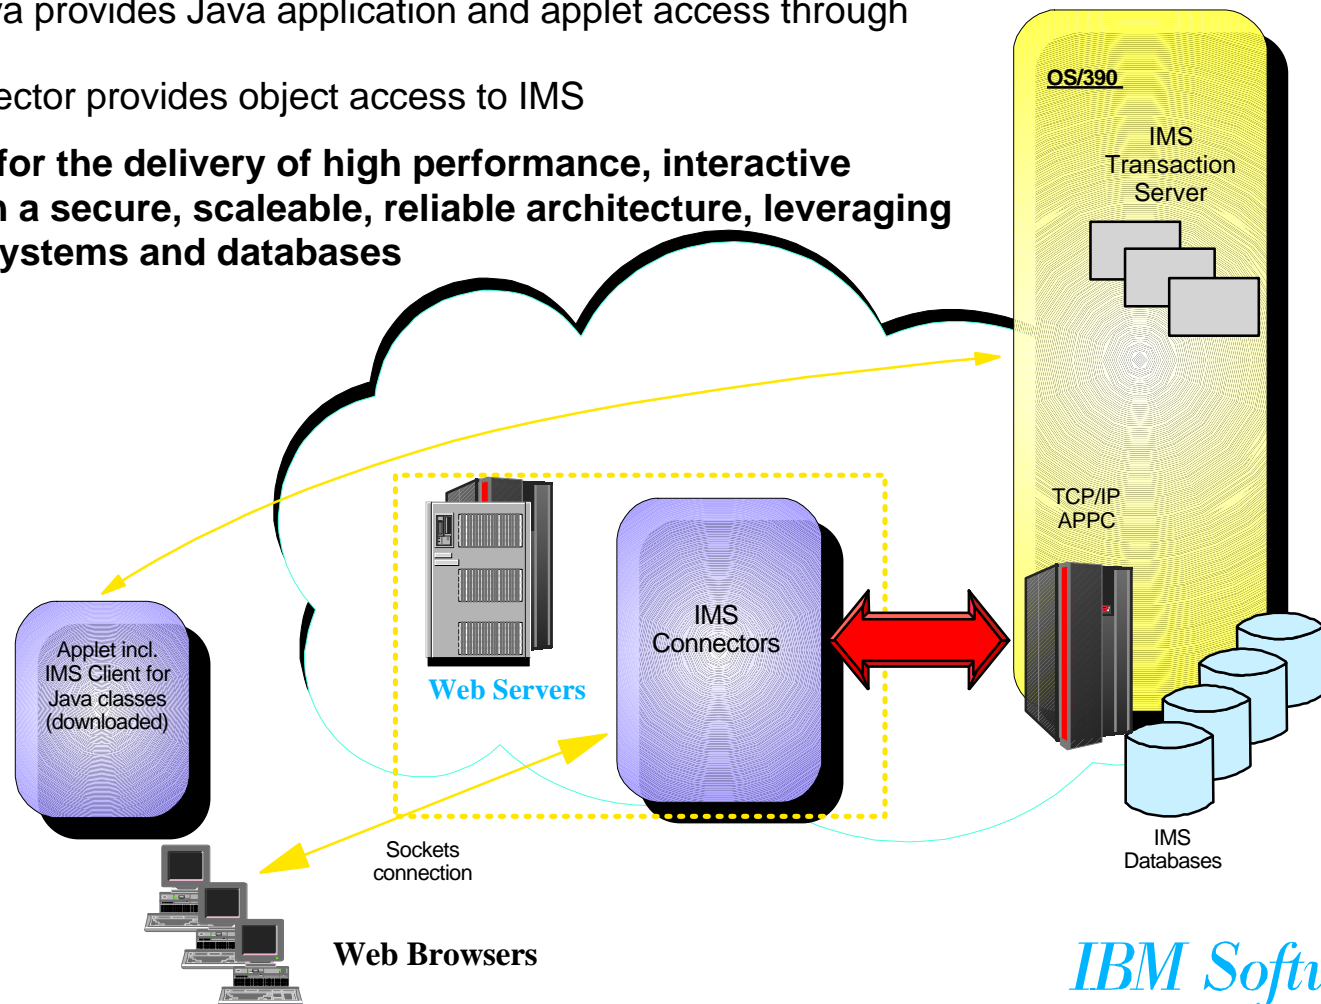 va provides Java application and applet access through
ector provides object access to IMS
for the delivery of high performance, interactive
a secure, scaleable, reliable architecture, leveraging
ystems and databases
OS/390
IMS
Transaction
Server
TCP/IP
APPC
IMS
Connectors
Web Servers
Applet incl.
IMS Client for
Java classes
(downloaded)
Sockets
connection
IMS
Databases
Web Browsers
IBM Softw